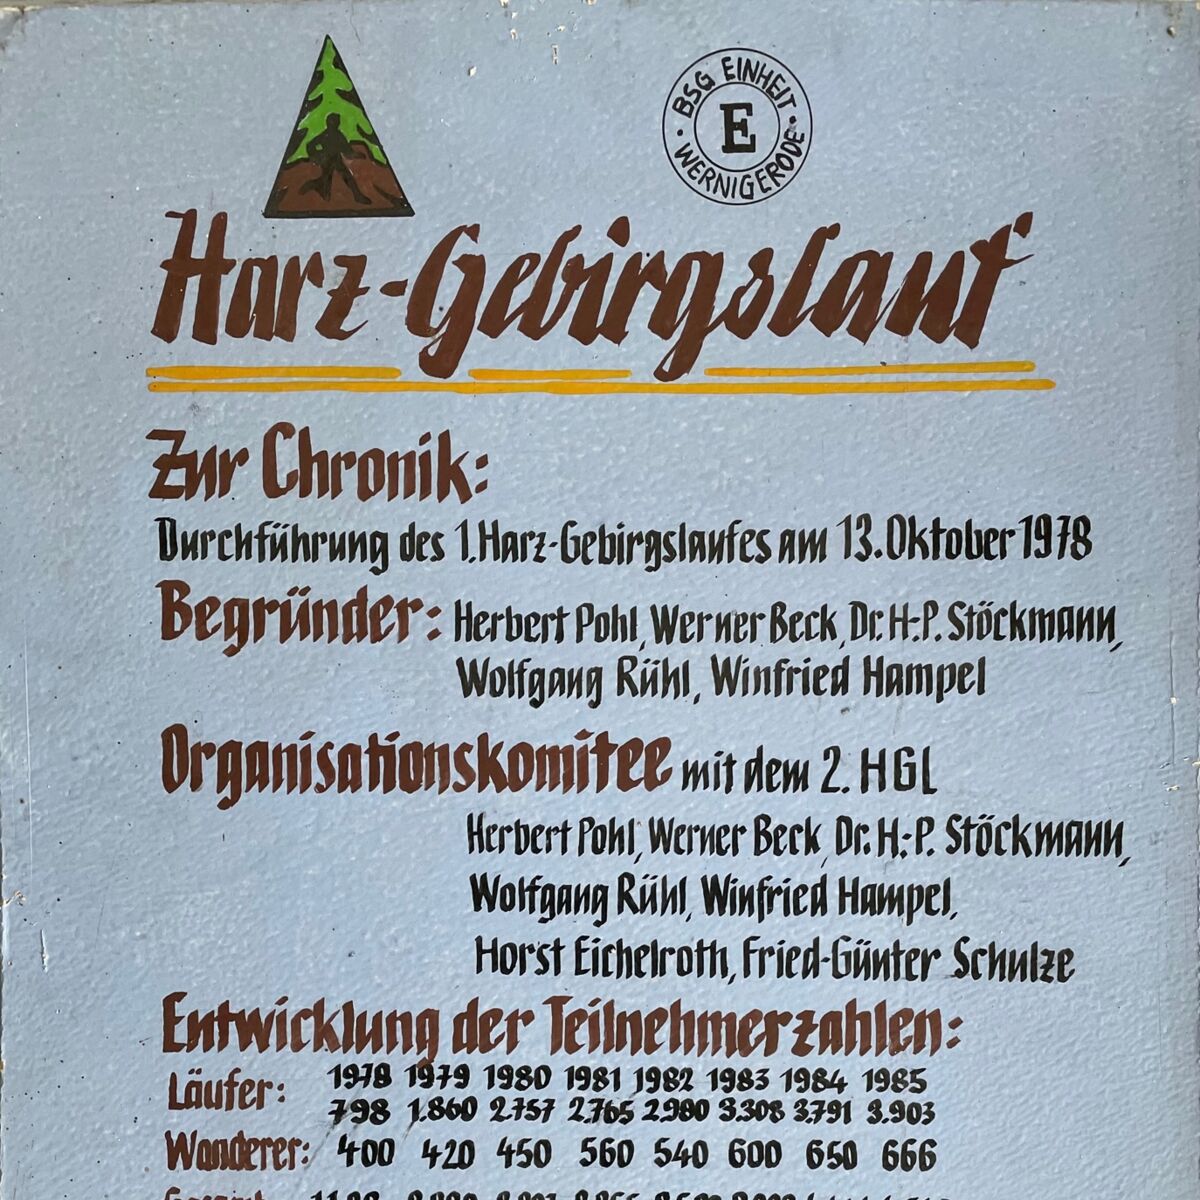 BSG EINHEIT
E
WERNIGERODE
Harz-Gebirgslauf
Zur Chronik:
Durchführung des 1. Harz-Gebirgslaufes am 13. Oktober 1978
Begründer: Herbert Pohl, Werner Beck, Dr. H.-P. Stöckmann,
Wolfgang Rühl, Winfried Hampel
Organisationskomitee mit dem 2. HGL
Herbert Pohl, Werner Beck, Dr. H.-P. Stöckmann,
Wolfgang Rühl, Winfried Hampel,
Horst Eichelroth, Fried-Günter Schulze
Entwicklung der Teilnehmerzahlen:
1978 1979 1980 1981 1982 1983 1984 1985
Läufer: 798 1.860 2.757 2.765 2.980 3.308 3.791 3.903
Wanderer: 400 420 450 560 540 600 650 666